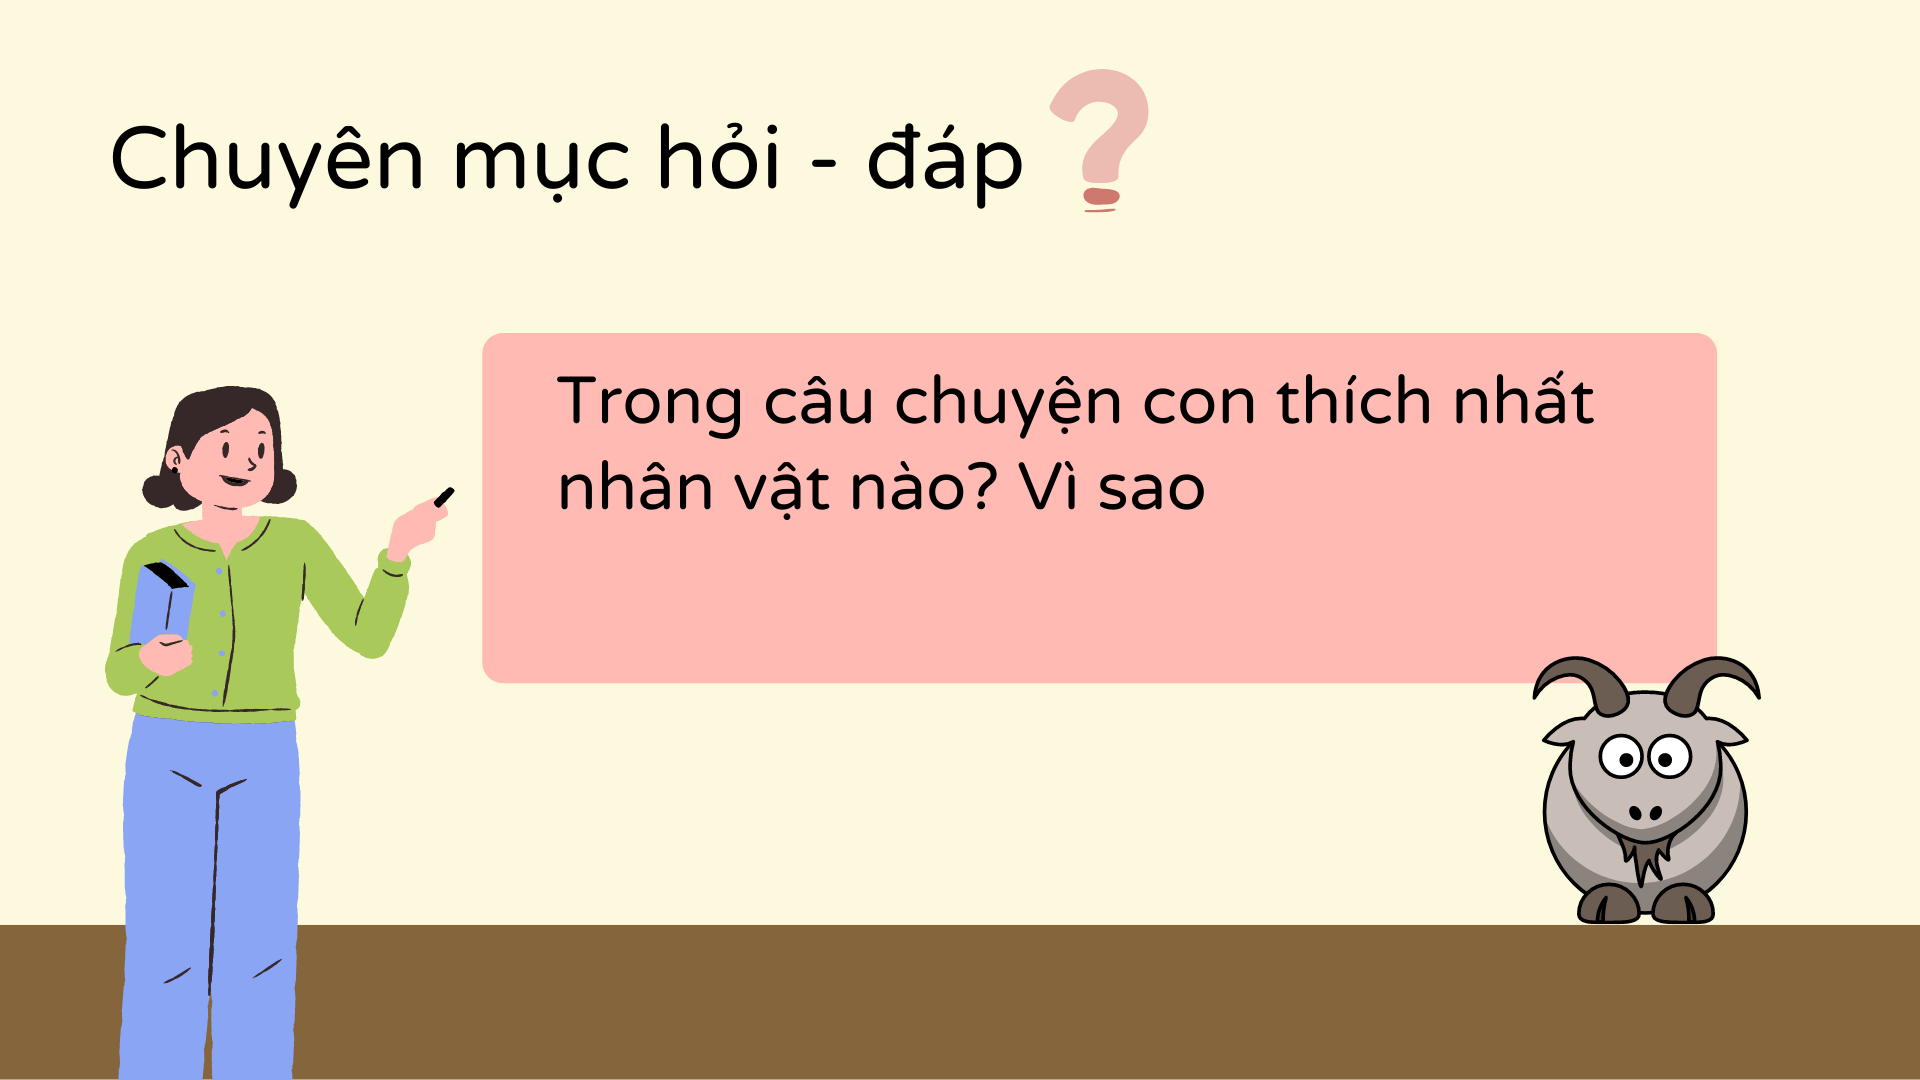 Chuyên mục hỏi - đáp
Trong câu chuyện con thích nhất
nhân vật nào? Vì sao